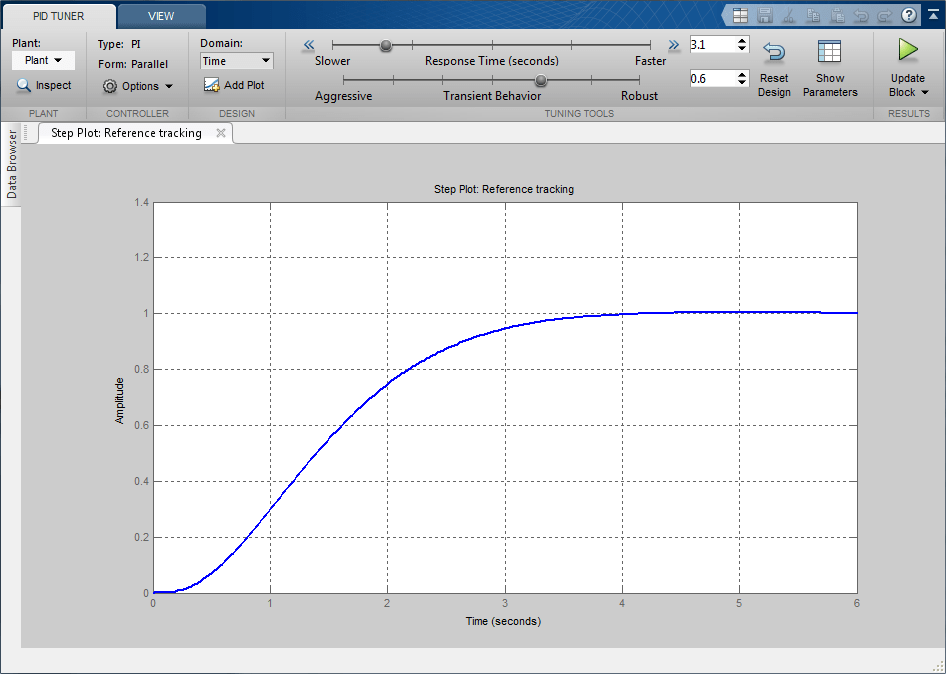 PID TUNER
VIEW
Plant:
Plant
Inspect
PLANT
Type: PI
Form: Parallel
Options
CONTROLLER
Domain:
Time
Add Plot
DESIGN
Slower
Response Time (seconds)
Faster
3.1
Aggressive
Transient Behavior
Robust
0.6
TUNING TOOLS
Reset
Design
Show
Parameters
Update
Block
RESULTS
Data Browser
Step Plot: Reference tracking
Step Plot: Reference tracking
1.4
1.2
1
0.8
0.6
0.4
0.2
0
Amplitude
0 1 2 3 4 5 6
Time (seconds)